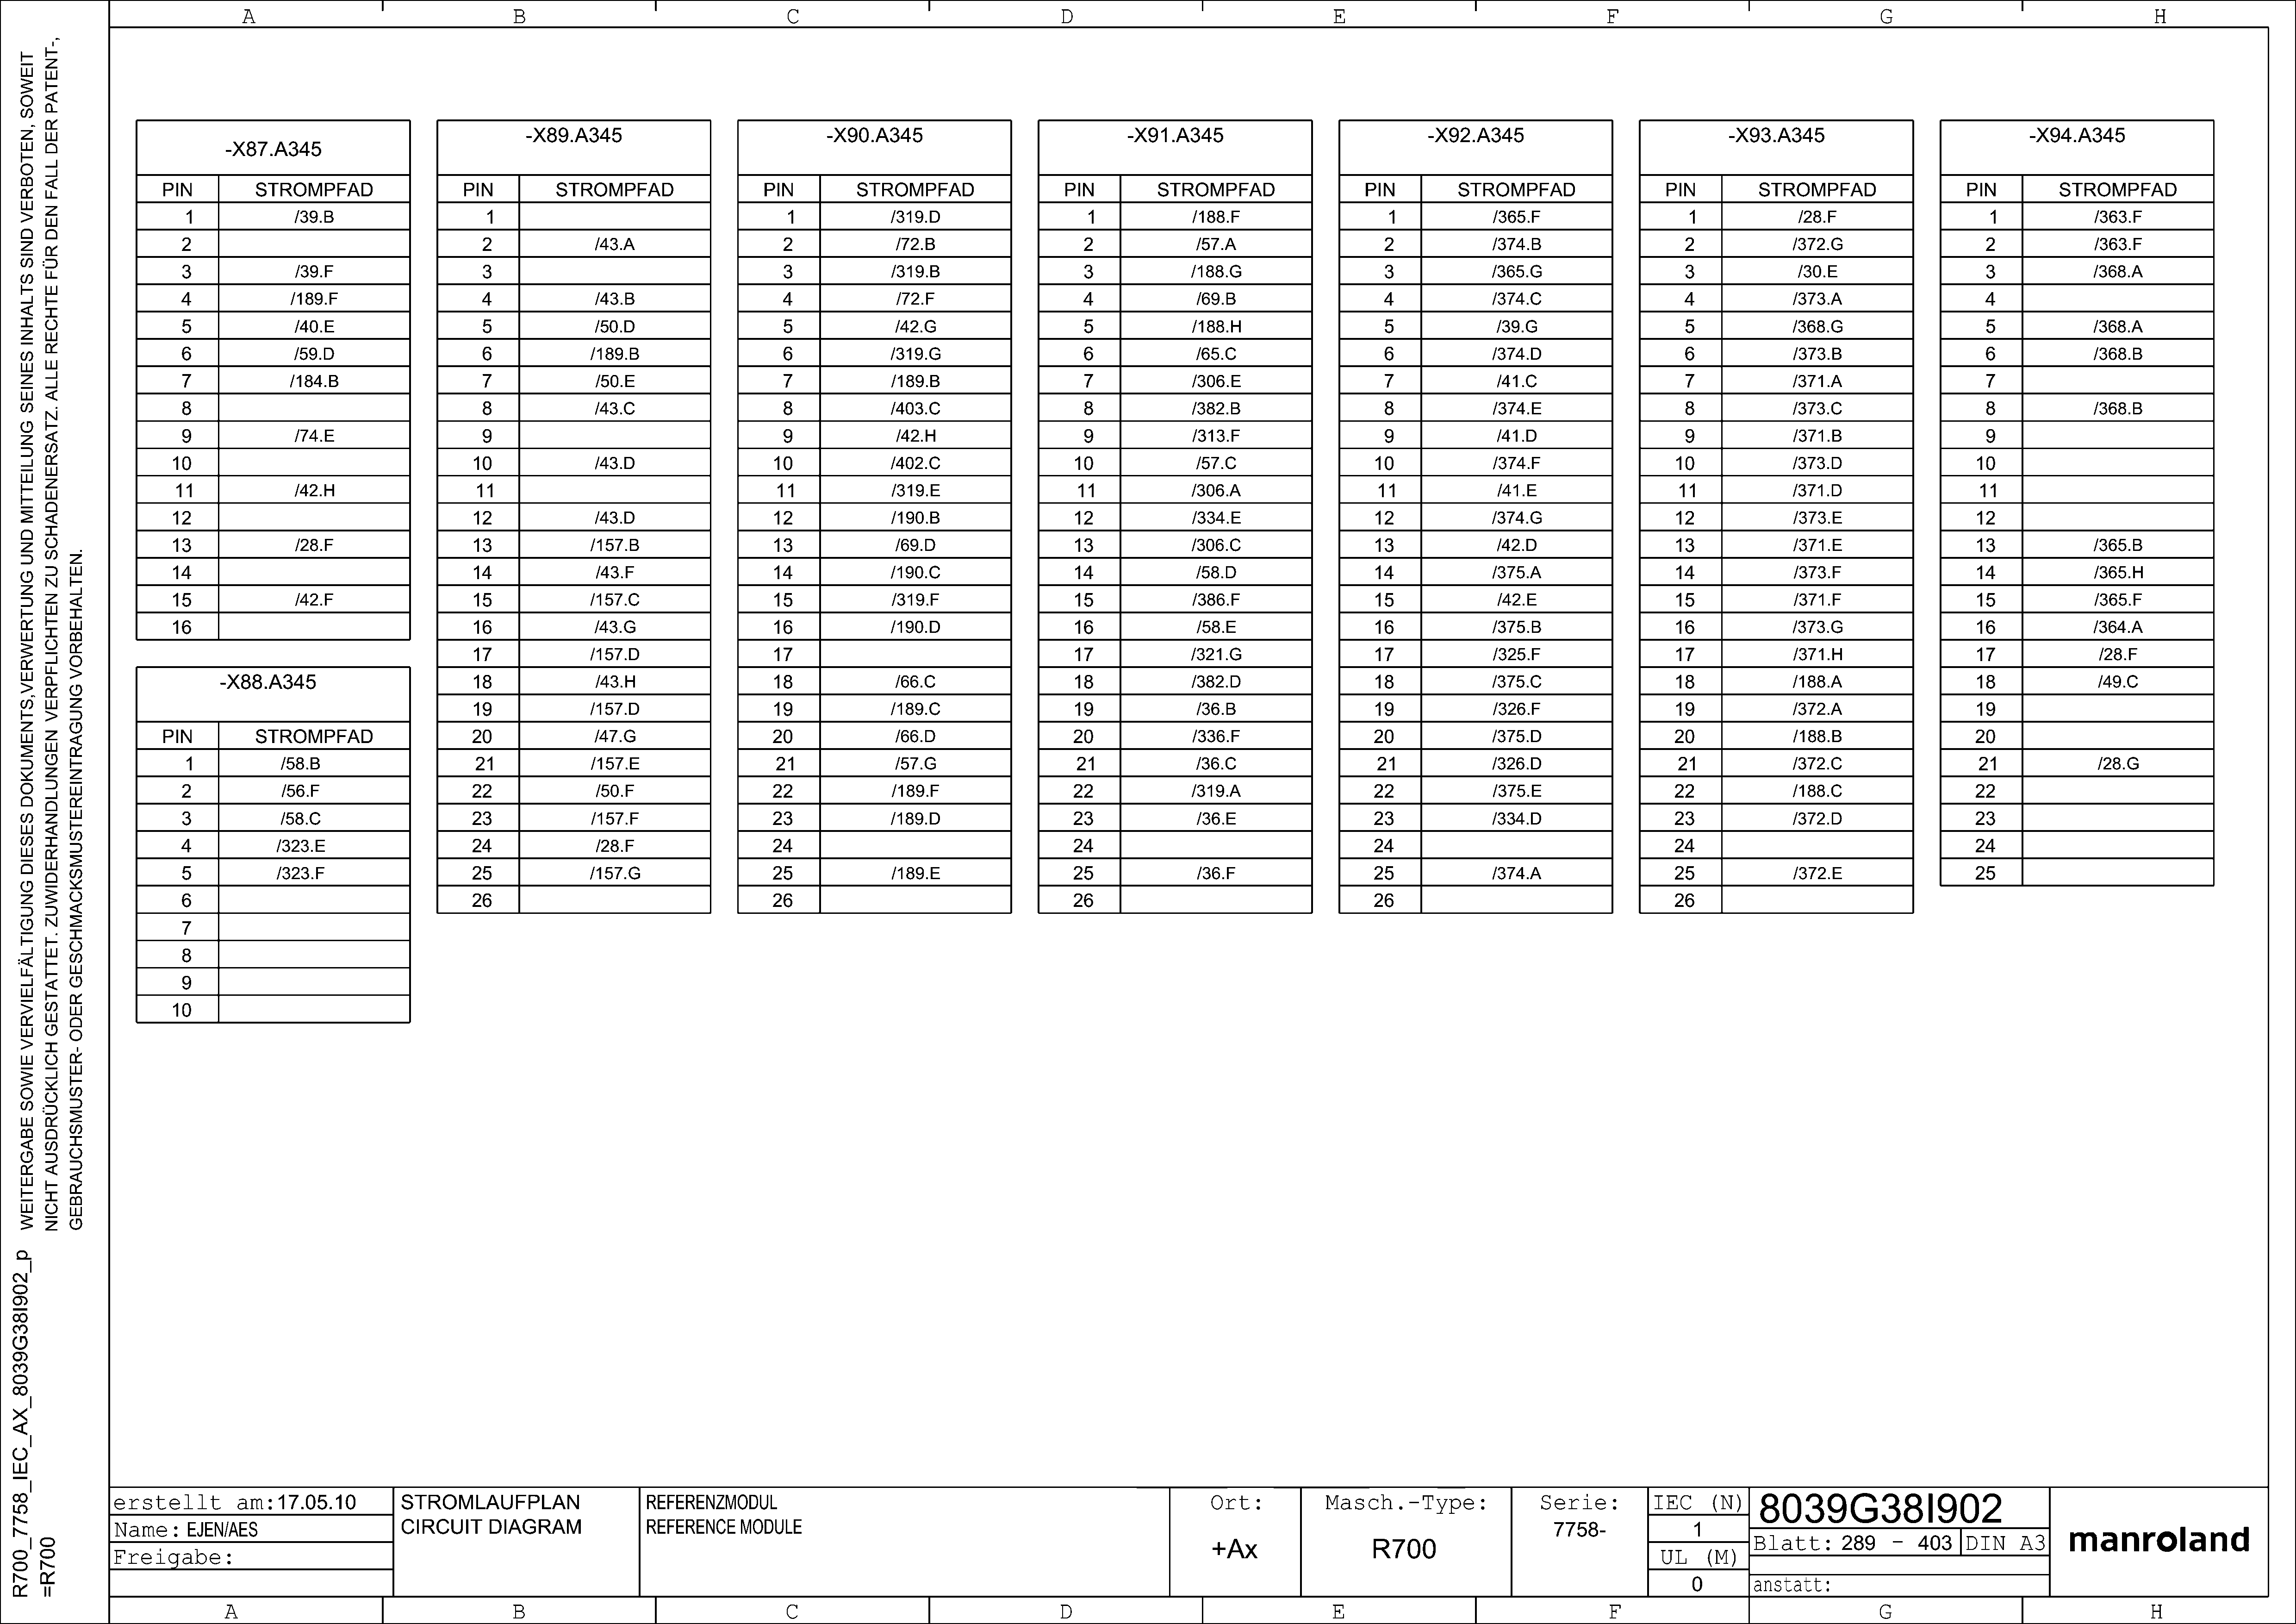 A B C D E F G H
-X87.A345
PIN STROMPFAD
1 /39.B
2
3 /39.F
4 /189.F
5 /40.E
6 /59.D
7 /184.B
8
9 /74.E
10
11 /42.H
12
13 /28.F
14
15 /42.F
16
-X88.A345
PIN STROMPFAD
1 /58.B
2 /56.F
3 /58.C
4 /323.E
5 /323.F
6
7
8
9
10
-X89.A345
PIN STROMPFAD
1
2 /43.A
3
4 /43.B
5 /50.D
6 /189.B
7 /50.E
8 /43.C
9
10 /43.D
11
12 /43.D
13 /157.B
14 /43.F
15 /157.C
16 /43.G
17 /157.D
18 /43.H
19 /157.D
20 /47.G
21 /157.E
22 /50.F
23 /157.F
24 /28.F
25 /157.G
26
-X90.A345
PIN STROMPFAD
1 /319.D
2 /72.B
3 /319.B
4 /72.F
5 /42.G
6 /319.G
7 /189.B
8 /403.C
9 /42.H
10 /402.C
11 /319.E
12 /190.B
13 /69.D
14 /190.C
15 /319.F
16 /190.D
17
18 /66.C
19 /189.C
20 /66.D
21 /57.G
22 /189.F
23 /189.D
24
25 /189.E
26
-X91.A345
PIN STROMPFAD
1 /188.F
2 /57.A
3 /188.G
4 /69.B
5 /188.H
6 /65.C
7 /306.E
8 /382.B
9 /313.F
10 /57.C
11 /306.A
12 /334.E
13 /306.C
14 /58.D
15 /386.F
16 /58.E
17 /321.G
18 /382.D
19 /36.B
20 /336.F
21 /36.C
22 /319.A
23 /36.E
24
25 /36.F
26
-X92.A345
PIN STROMPFAD
1 /365.F
2 /374.B
3 /365.G
4 /374.C
5 /39.G
6 /374.D
7 /41.C
8 /374.E
9 /41.D
10 /374.F
11 /41.E
12 /374.G
13 /42.D
14 /375.A
15 /42.E
16 /375.B
17 /325.F
18 /375.C
19 /326.F
20 /375.D
21 /326.D
22 /375.E
23 /334.D
24
25 /374.A
26
-X93.A345
PIN STROMPFAD
1 /28.F
2 /372.G
3 /30.E
4 /373.A
5 /368.G
6 /373.B
7 /371.A
8 /373.C
9 /371.B
10 /373.D
11 /371.D
12 /373.E
13 /371.E
14 /373.F
15 /371.F
16 /373.G
17 /371.H
18 /188.A
19 /372.A
20 /188.B
21 /372.C
22 /188.C
23 /372.D
24
25 /372.E
26
-X94.A345
PIN STROMPFAD
1 /363.F
2 /363.F
3 /368.A
4
5 /368.A
6 /368.B
7
8 /368.B
9
10
11
12
13 /365.B
14 /365.H
15 /365.F
16 /364.A
17 /28.F
18 /49.C
19
20
21 /28.G
22
23
24
25
WEITERGABE SOWIE VERVIELFÄLTIGUNG DIESES DOKUMENTS,VERWERTUNG UND MITTEILUNG SEINES INHALTS SIND VERBOTEN, SOWEIT
NICHT AUSDRÜCKLICH GESTATTET. ZUWIDERHANDLUNGEN VERPFLICHTEN ZU SCHADENERSATZ. ALLE RECHTE FÜR DEN FALL DER PATENT-,
GEBRAUCHSMUSTER- ODER GESCHMACKSMUSTEREINTRAGUNG VORBEHALTEN.
R700_7758_IEC_AX_8039G38I902_p
=R700
erstellt am:17.05.10
Name: EJEN/AES
Freigabe:
STROMLAUFPLAN
CIRCUIT DIAGRAM
REFERENZMODUL
REFERENCE MODULE
Ort:
+Ax
Masch.-Type:
R700
Serie:
7758-
IEC (N)
1
UL (M)
0
8039G38I902
Blatt: 289 - 403 DIN A3
anstatt:
manroland
A B C D E F G H